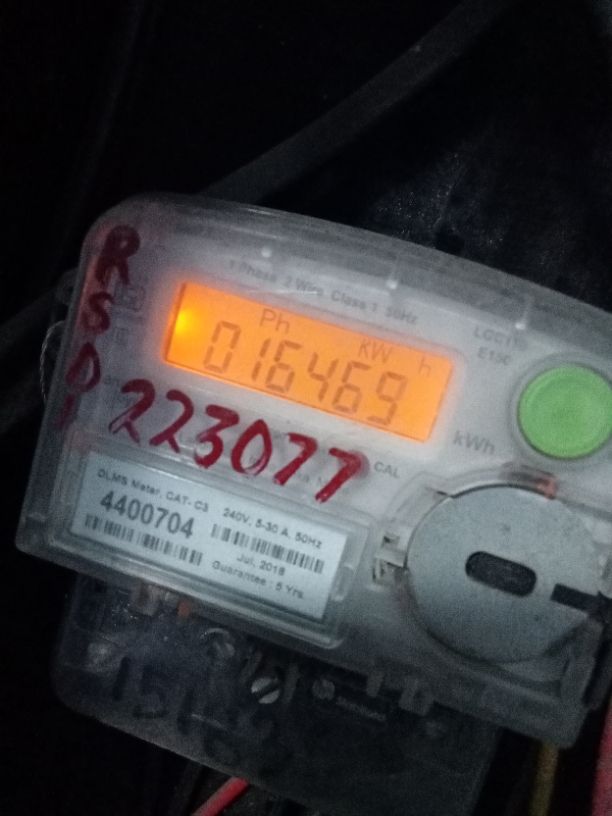 1 Phase 2 Wire Class 1 50Hz
Ph
kW h
016469
kWh
CAL
RSDI
223077
DLMS Meter, CAT- C3
4400704
240V, 5-30 A, 50Hz
Jul, 2018
Guarantee : 5 Yrs.